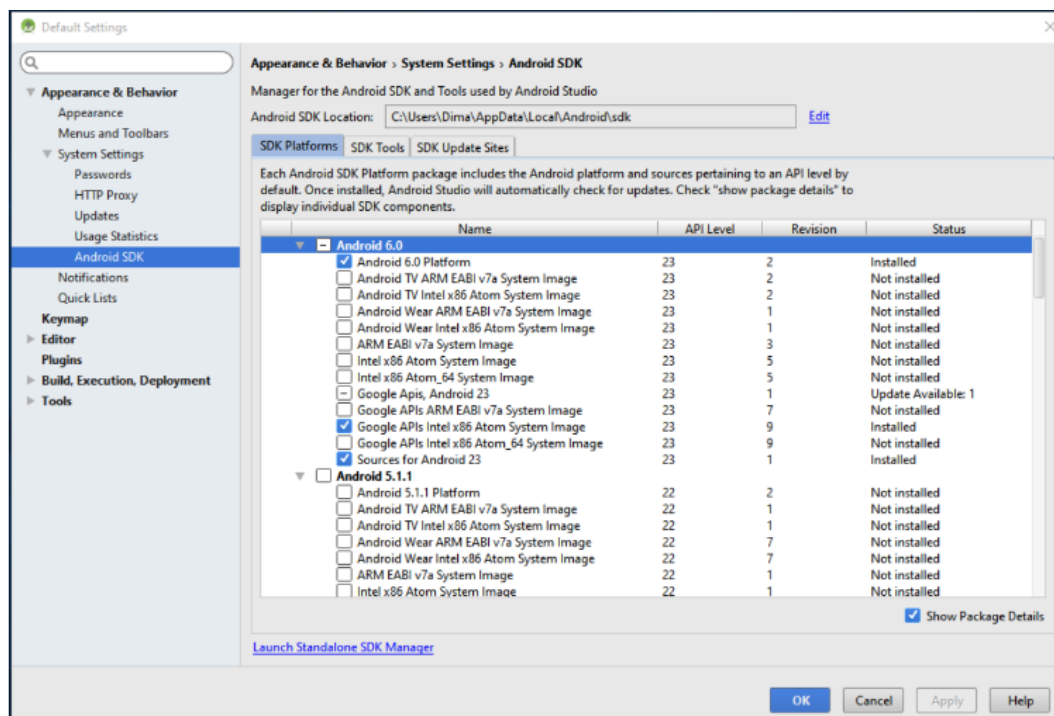 Default Settings
Appearance & Behavior
Appearance
Menus and Toolbars
System Settings
Passwords
HTTP Proxy
Updates
Usage Statistics
Android SDK
Notifications
Quick Lists
Keymap
Editor
Plugins
Build, Execution, Deployment
Tools
Appearance & Behavior › System Settings › Android SDK
Manager for the Android SDK and Tools used by Android Studio
Android SDK Location: C:\Users\Dima\AppData\Local\Android\sdk Edit
SDK Platforms SDK Tools SDK Update Sites
Each Android SDK Platform package includes the Android platform and sources pertaining to an API level by
default. Once installed, Android Studio will automatically check for updates. Check "show package details" to
display individual SDK components.
Name API Level Revision Status
Android 6.0
Android 6.0 Platform 23 2 Installed
Android TV ARM EABI v7a System Image 23 2 Not installed
Android TV Intel x86 Atom System Image 23 2 Not installed
Android Wear ARM EABI v7a System Image 23 1 Not installed
Android Wear Intel x86 Atom System Image 23 1 Not installed
ARM EABI v7a System Image 23 3 Not installed
Intel x86 Atom System Image 23 5 Not installed
Intel x86 Atom_64 System Image 23 5 Not installed
Google Apis, Android 23 23 1 Update Available: 1
Google APIs ARM EABI v7a System Image 23 7 Not installed
Google APIs Intel x86 Atom System Image 23 9 Installed
Google APIs Intel x86 Atom_64 System Image 23 9 Not installed
Sources for Android 23 23 1 Installed
Android 5.1.1
Android 5.1.1 Platform 22 2 Not installed
Android TV ARM EABI v7a System Image 22 1 Not installed
Android TV Intel x86 Atom System Image 22 1 Not installed
Android Wear ARM EABI v7a System Image 22 7 Not installed
Android Wear Intel x86 Atom System Image 22 7 Not installed
ARM EABI v7a System Image 22 1 Not installed
Intel x86 Atom System Image 22 1 Not installed
Show Package Details
Launch Standalone SDK Manager
OK Cancel Apply Help